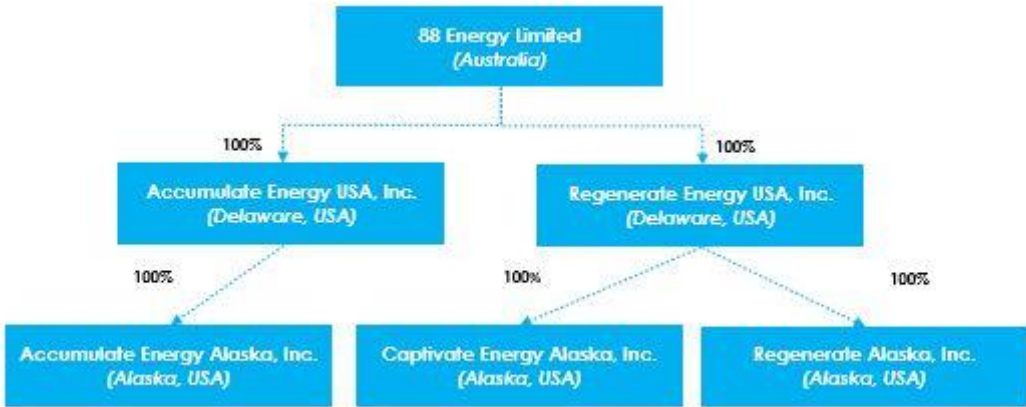 88 Energy Limited
(Australia)
100%
100%
Accumulate Energy USA, Inc.
(Delaware, USA)
Regenerate Energy USA, Inc.
(Delaware, USA)
100%
100%
100%
Accumulate Energy Alaska, Inc.
(Alaska, USA)
Captivate Energy Alaska, Inc.
(Alaska, USA)
Regenerate Alaska, Inc.
(Alaska, USA)